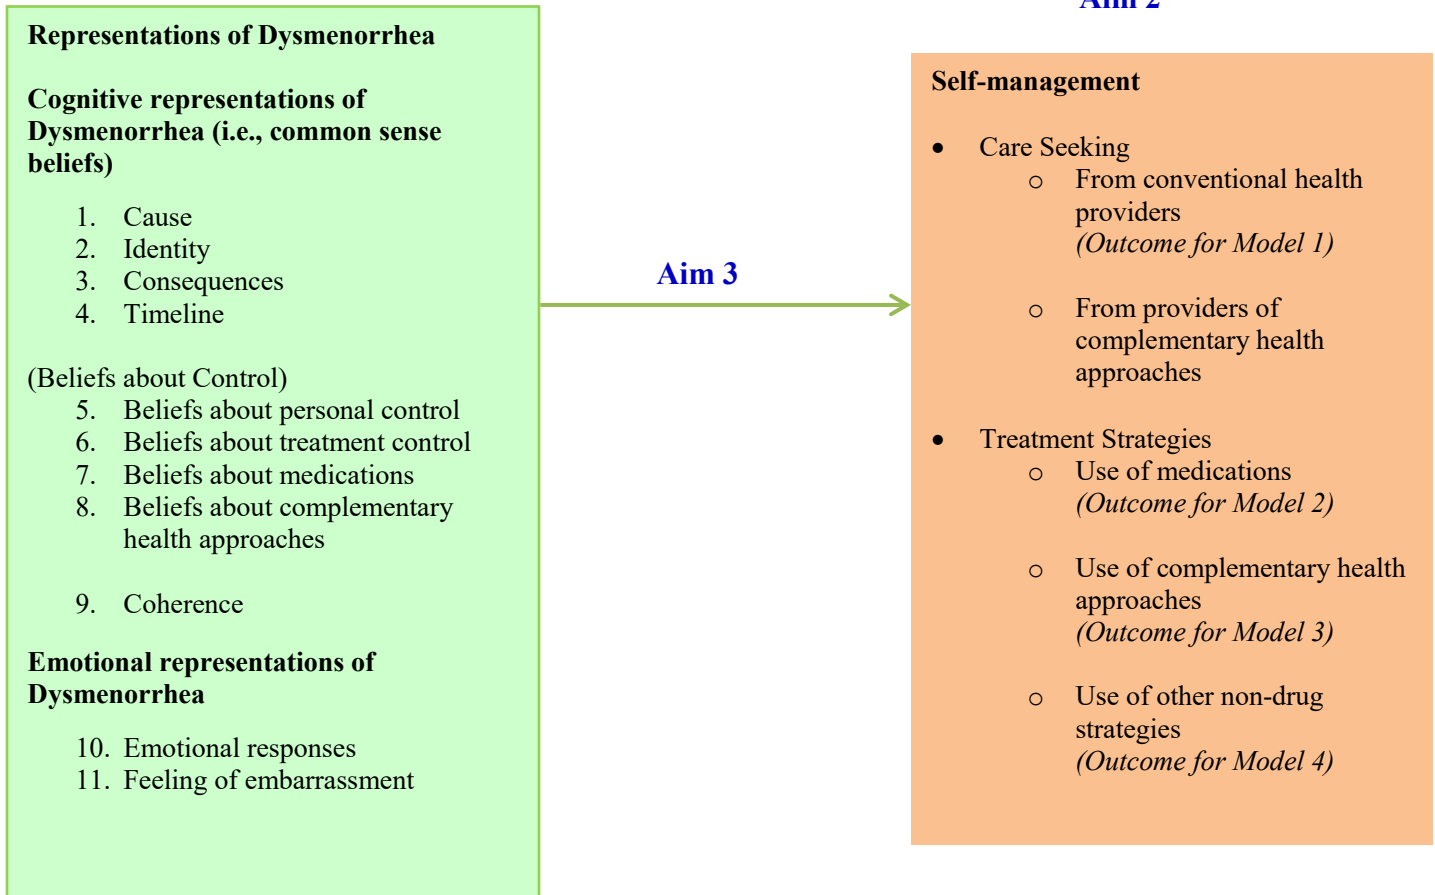 Aim 2
Representations of Dysmenorrhea
Cognitive representations of
Dysmenorrhea (i.e., common sense
beliefs)
1. Cause
2. Identity
3. Consequences
4. Timeline
(Beliefs about Control)
5. Beliefs about personal control
6. Beliefs about treatment control
7. Beliefs about medications
8. Beliefs about complementary
health approaches
9. Coherence
Emotional representations of
Dysmenorrhea
10. Emotional responses
11. Feeling of embarrassment
Aim 3
Self-management
• Care Seeking
o From conventional health
providers
(Outcome for Model 1)
o From providers of
complementary health
approaches
• Treatment Strategies
o Use of medications
(Outcome for Model 2)
o Use of complementary health
approaches
(Outcome for Model 3)
o Use of other non-drug
strategies
(Outcome for Model 4)